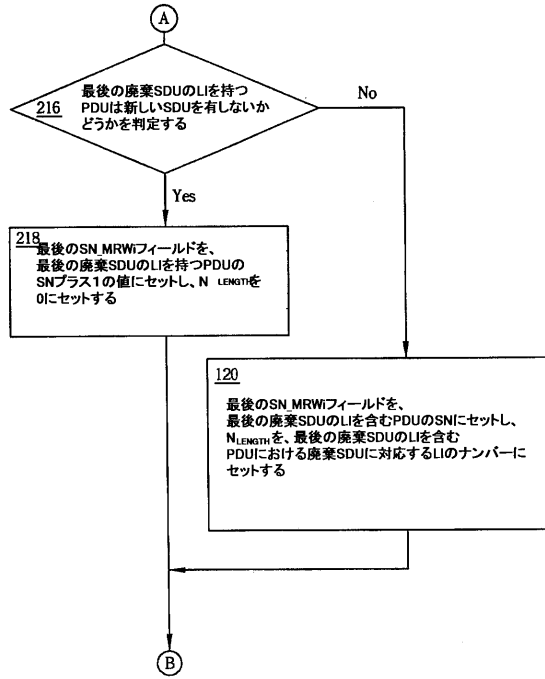 A
216
最後の廃棄SDUのLIを持つ
PDUは新しいSDUを有しないか
どうかを判定する
No
Yes
218
最後のSN_MRWiフィールドを、
最後の廃棄SDUのLIを持つPDUの
SNプラス1の値にセットし、N LENGTHを
0にセットする
120
最後のSN_MRWiフィールドを、
最後の廃棄SDUのLIを含むPDUのSNにセットし、
NLENGTHを、最後の廃棄SDUのLIを含む
PDUにおける廃棄SDUに対応するLIのナンバーに
セットする
B